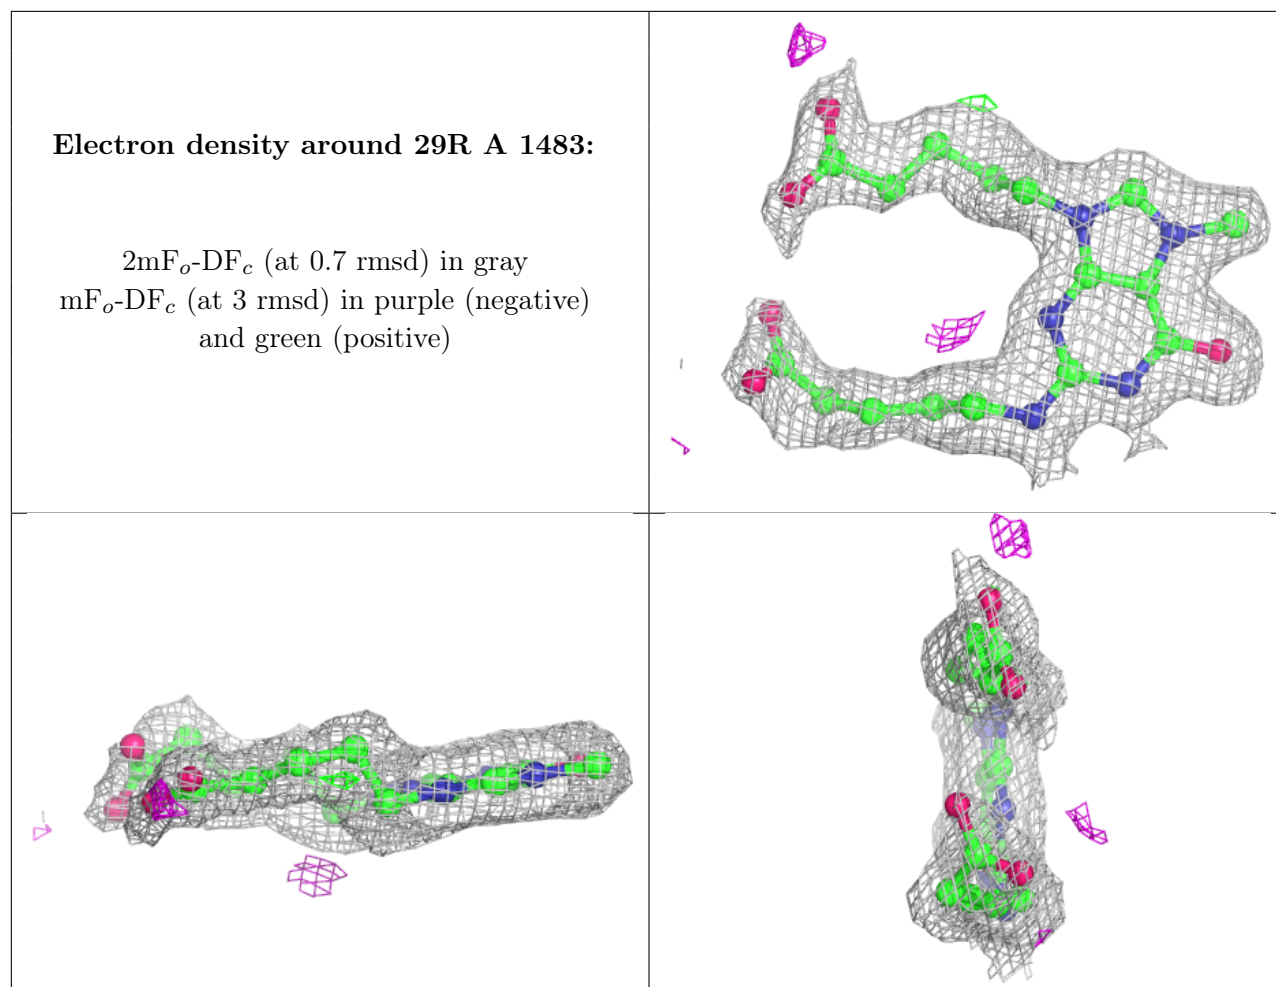 Electron density around 29R A 1483:
2mFo-DFc (at 0.7 rmsd) in gray
mFo-DFc (at 3 rmsd) in purple (negative)
and green (positive)